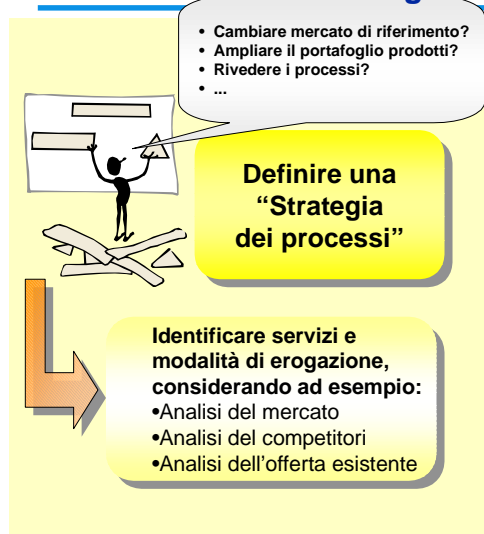 • Cambiare mercato di riferimento?
• Ampliare il portafoglio prodotti?
• Rivedere i processi?
• ...
Definire una
“Strategia
dei processi”
Identificare servizi e
modalità di erogazione,
considerando ad esempio:
•Analisi del mercato
•Analisi del competitori
•Analisi dell’offerta esistente